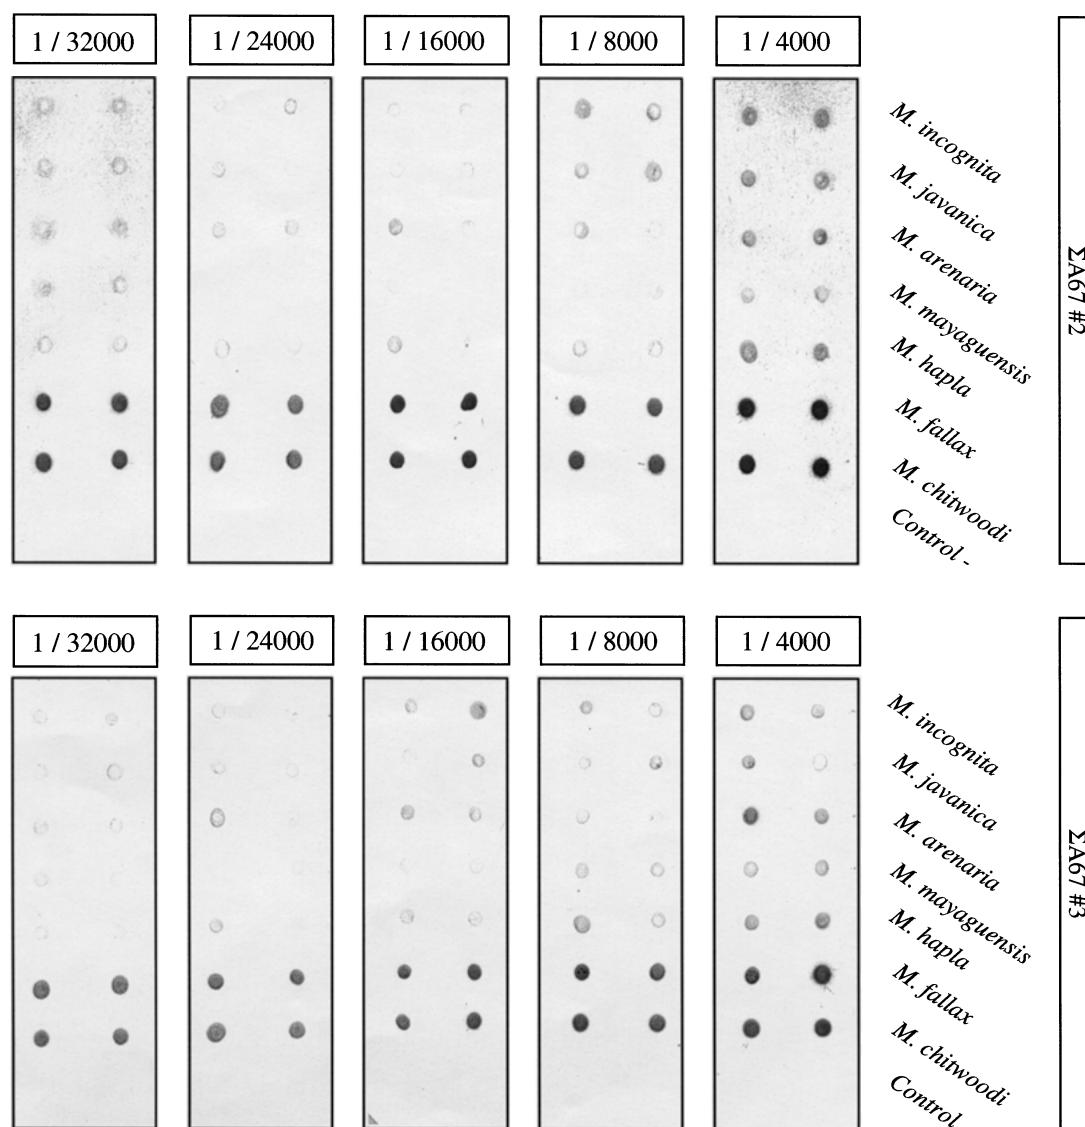 1 / 32000
1 / 24000
1 / 16000
1 / 8000
1 / 4000
M. incognita
M. javanica
M. arenaria
M. mayaguensis
M. hapla
M. fallax
M. chitwoodi
Control -
ΣA67 #2
1 / 32000
1 / 24000
1 / 16000
1 / 8000
1 / 4000
M. incognita
M. javanica
M. arenaria
M. mayaguensis
M. hapla
M. fallax
M. chitwoodi
Control
ΣA67 #3